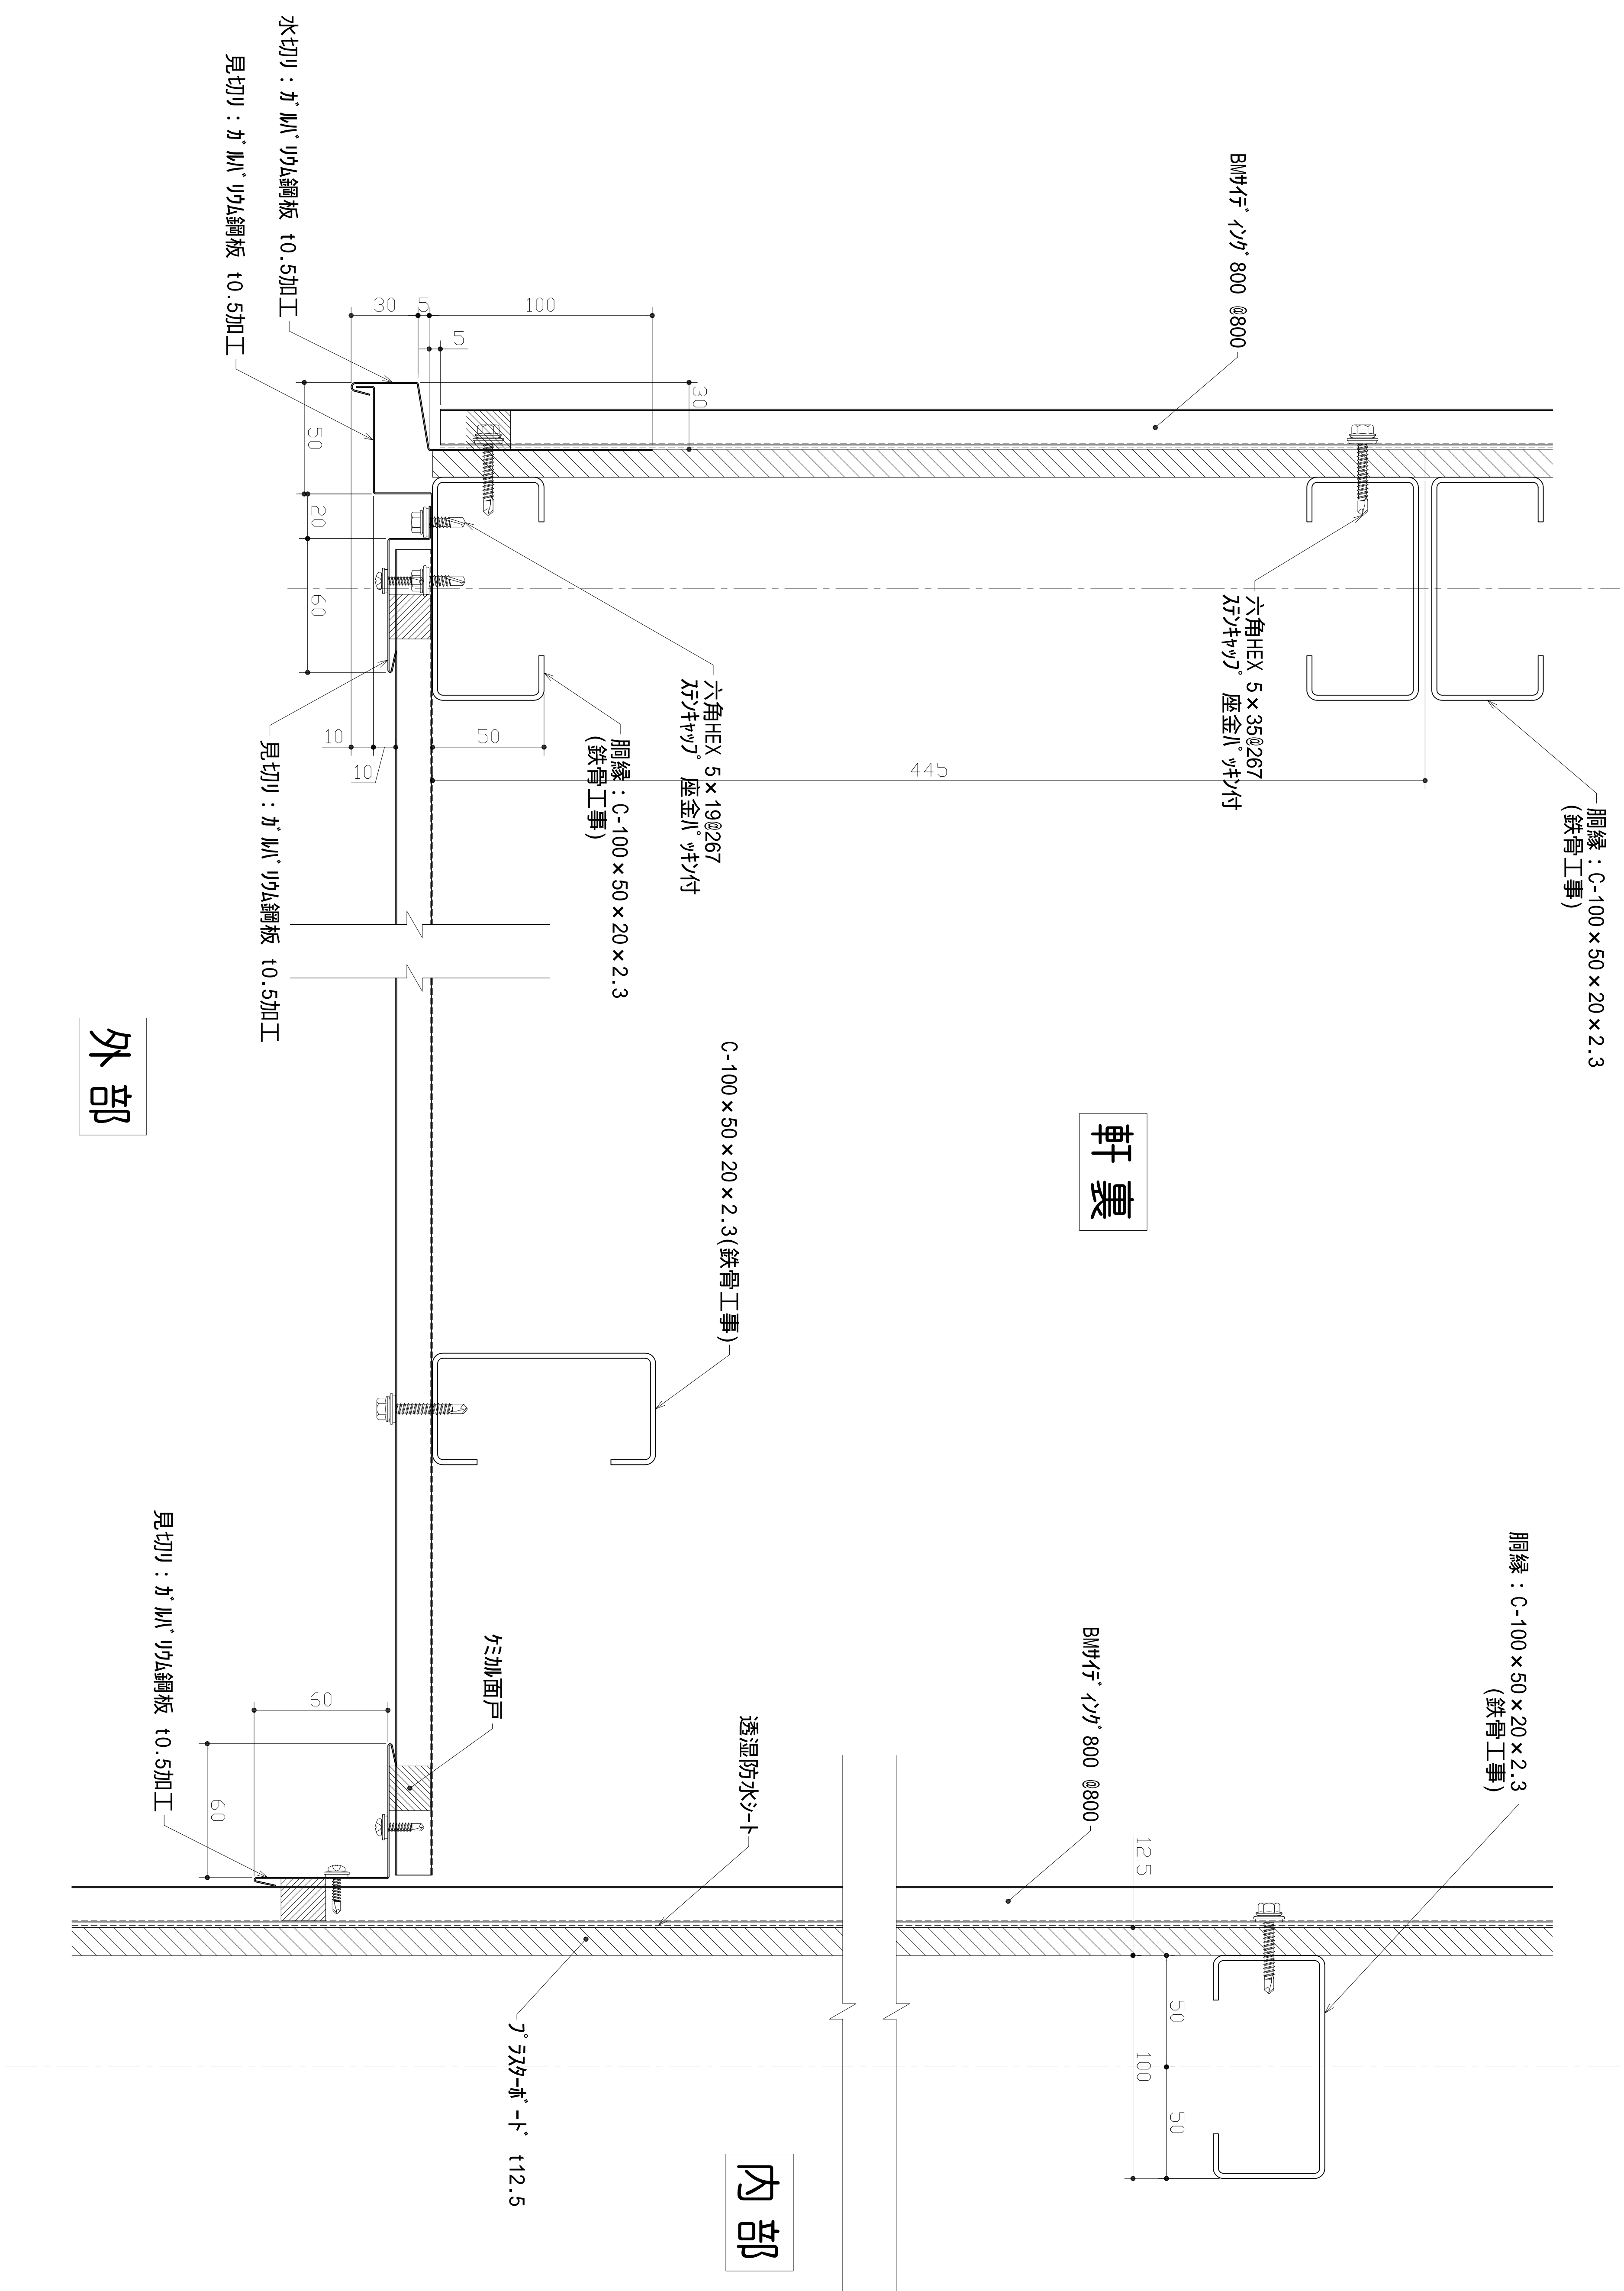 胴縁：C-100×50×20×2.3
(鉄骨工事)
六角HEX 5×35@267
ｽﾃﾝｷｬｯﾌﾟ 座金ﾊﾟｯｷﾝ付
BMｻｲﾃﾞｨﾝｸﾞ800 @800
445
胴縁：C-100×50×20×2.3
(鉄骨工事)
六角HEX 5×19@267
ｽﾃﾝｷｬｯﾌﾟ 座金ﾊﾟｯｷﾝ付
30
100
5
5
30
50
20
60
50
10
10
水切り：ｶﾞﾙﾊﾞﾘｳﾑ鋼板 t0.5加工
見切り：ｶﾞﾙﾊﾞﾘｳﾑ鋼板 t0.5加工
見切り：ｶﾞﾙﾊﾞﾘｳﾑ鋼板 t0.5加工
軒裏
外部
C-100×50×20×2.3(鉄骨工事)
胴縁：C-100×50×20×2.3
(鉄骨工事)
BMｻｲﾃﾞｨﾝｸﾞ800 @800
12.5
50
50
100
透湿防水ｼｰﾄ
ｹﾐｶﾙ面戸
60
60
見切り：ｶﾞﾙﾊﾞﾘｳﾑ鋼板 t0.5加工
ﾌﾟﾗｽﾀｰﾎﾞｰﾄﾞ t12.5
内部